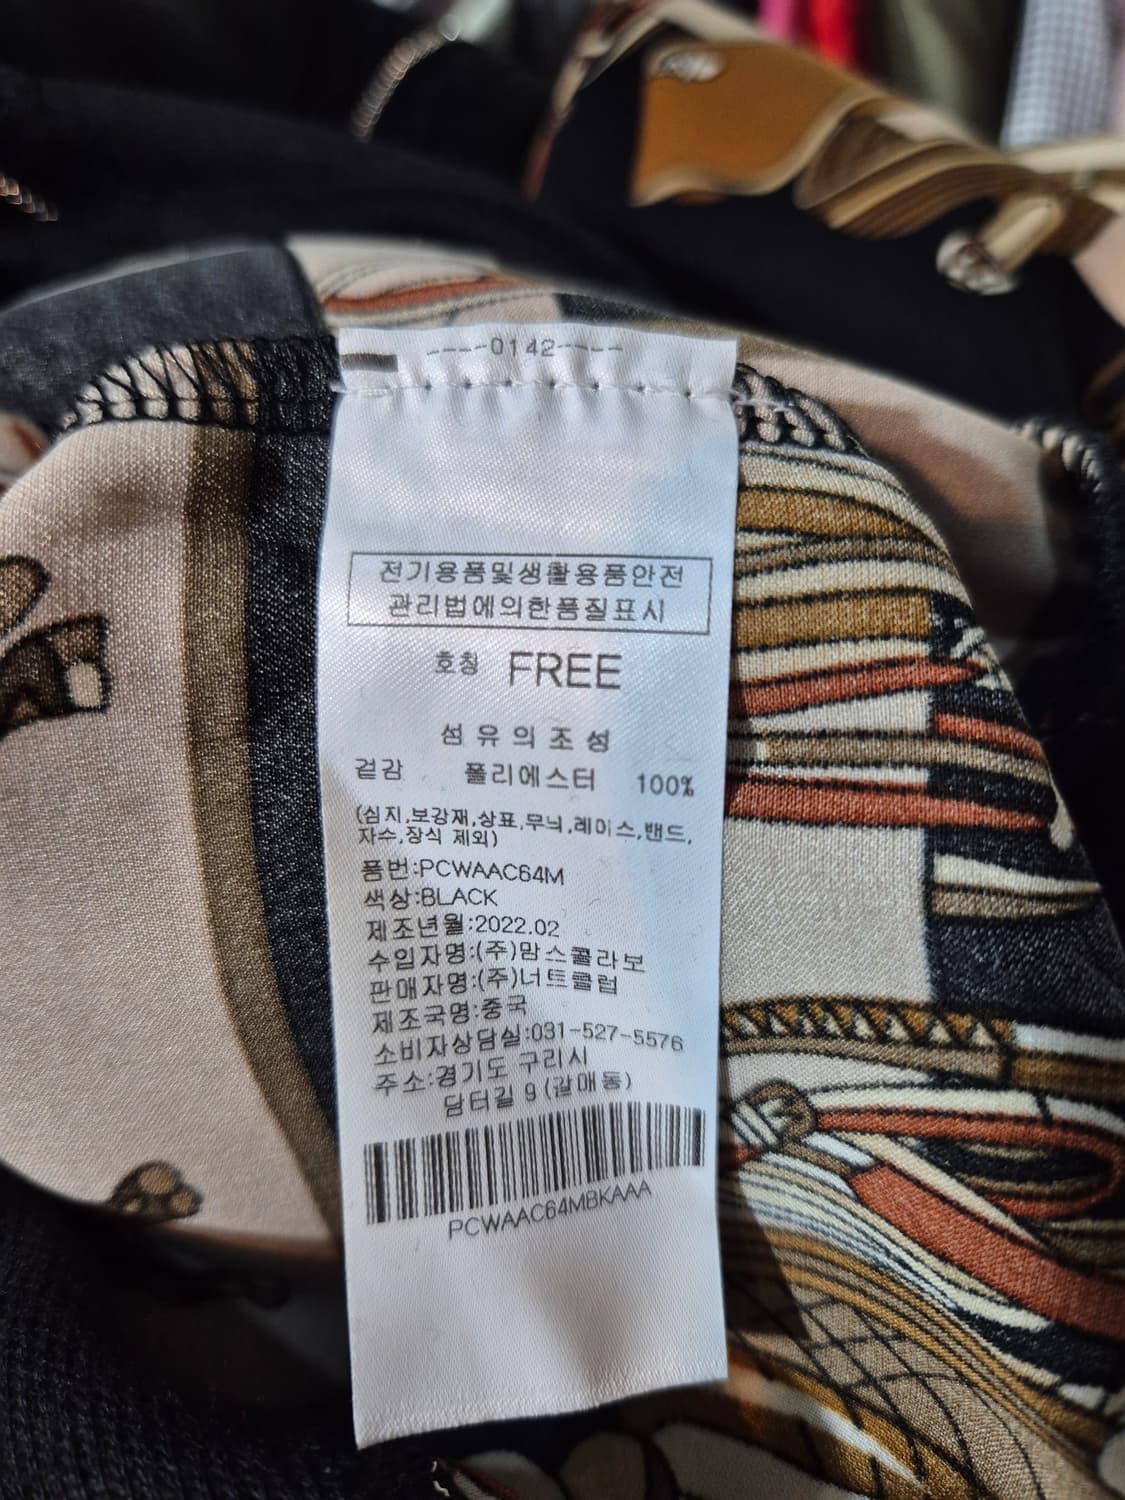 ----0142-----
전기용품및생활용품안전
관리법에의한품질표시
호칭 FREE
섬유의조성
겉감 폴리에스터 100%
(심지,보강재,상표,무늬,레이스,밴드,
자수,장식 제외)
품번:PCWAAC64M
색상:BLACK
제조년월:2022.02
수입자명:(주)맘스콜라보
판매자명:(주)너트클럽
제조국명:중국
소비자상담실:031-527-5576
주소:경기도 구리시
담터길 9 (갈매동)
PCWAAC64MBKAAA